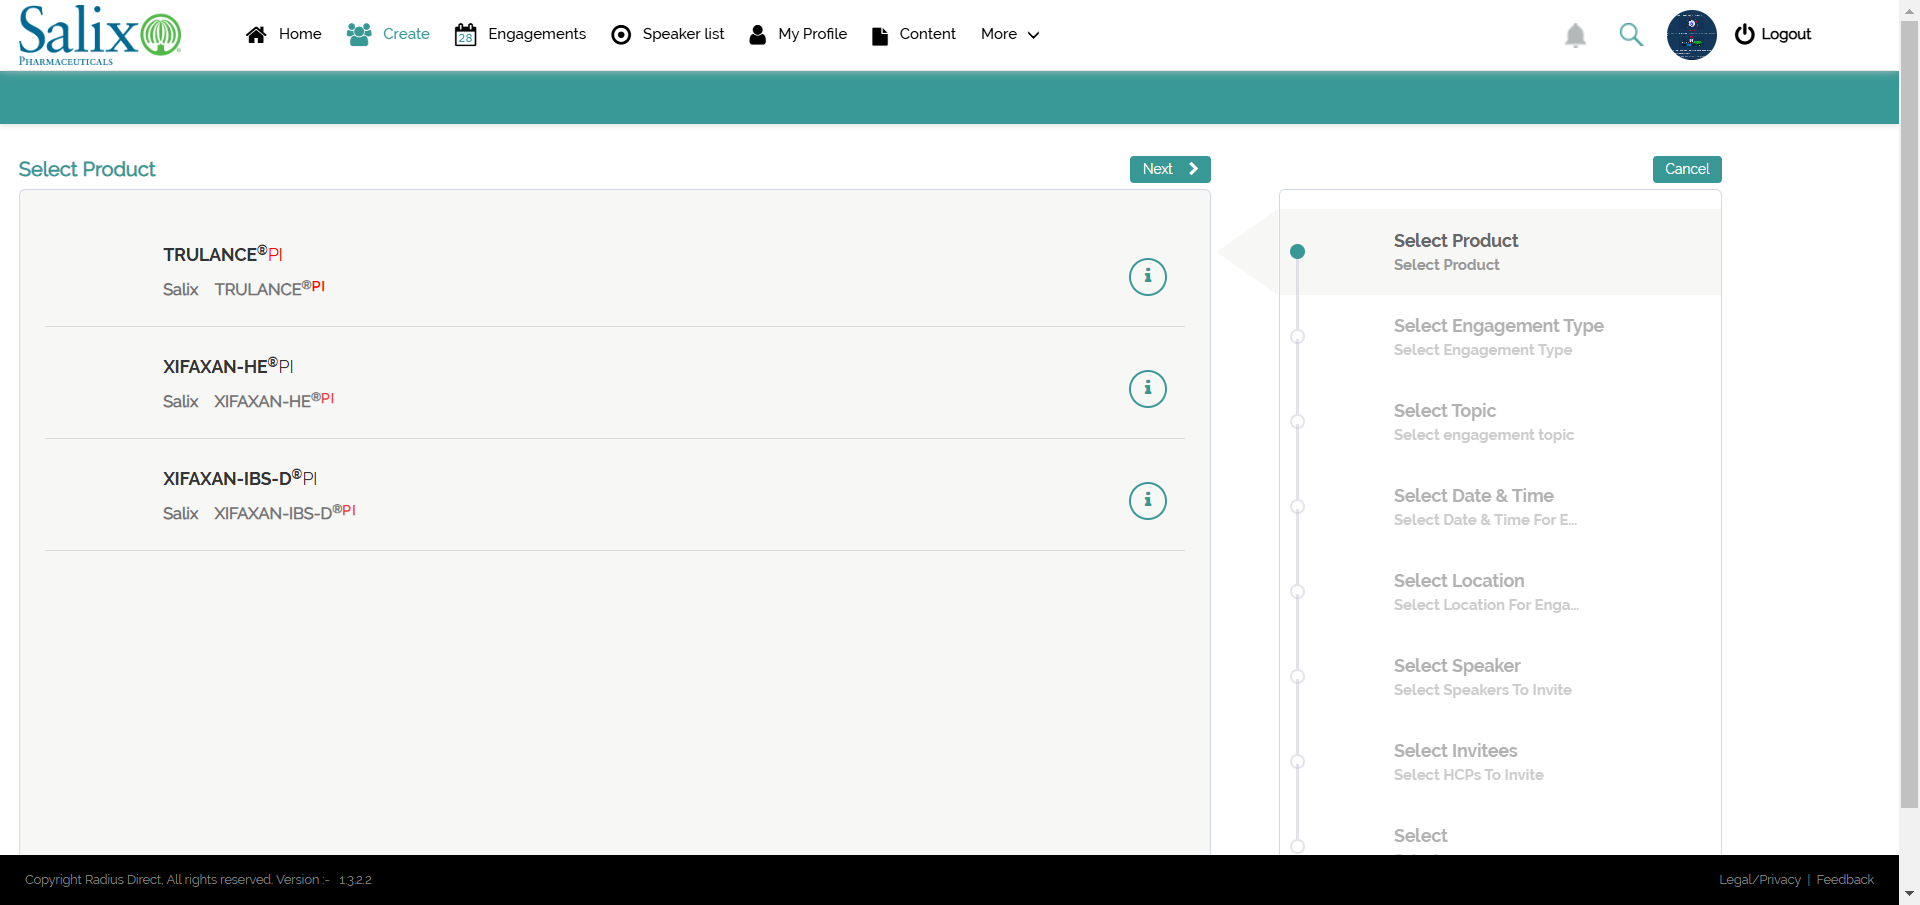 Salix
PHARMACEUTICALS
Home
Create
28
Engagements
Speaker list
My Profile
Content
More
Logout
Select Product
Next
Cancel
TRULANCE®PI
Salix TRULANCE®PI
XIFAXAN-HE®PI
Salix XIFAXAN-HE®PI
XIFAXAN-IBS-D®PI
Salix XIFAXAN-IBS-D®PI
Select Product
Select Product
Select Engagement Type
Select Engagement Type
Select Topic
Select engagement topic
Select Date & Time
Select Date & Time For E...
Select Location
Select Location For Enga...
Select Speaker
Select Speakers To Invite
Select Invitees
Select HCPs To Invite
Select
Copyright Radius Direct, All rights reserved. Version :- 1.3.2.2
Legal/Privacy | Feedback